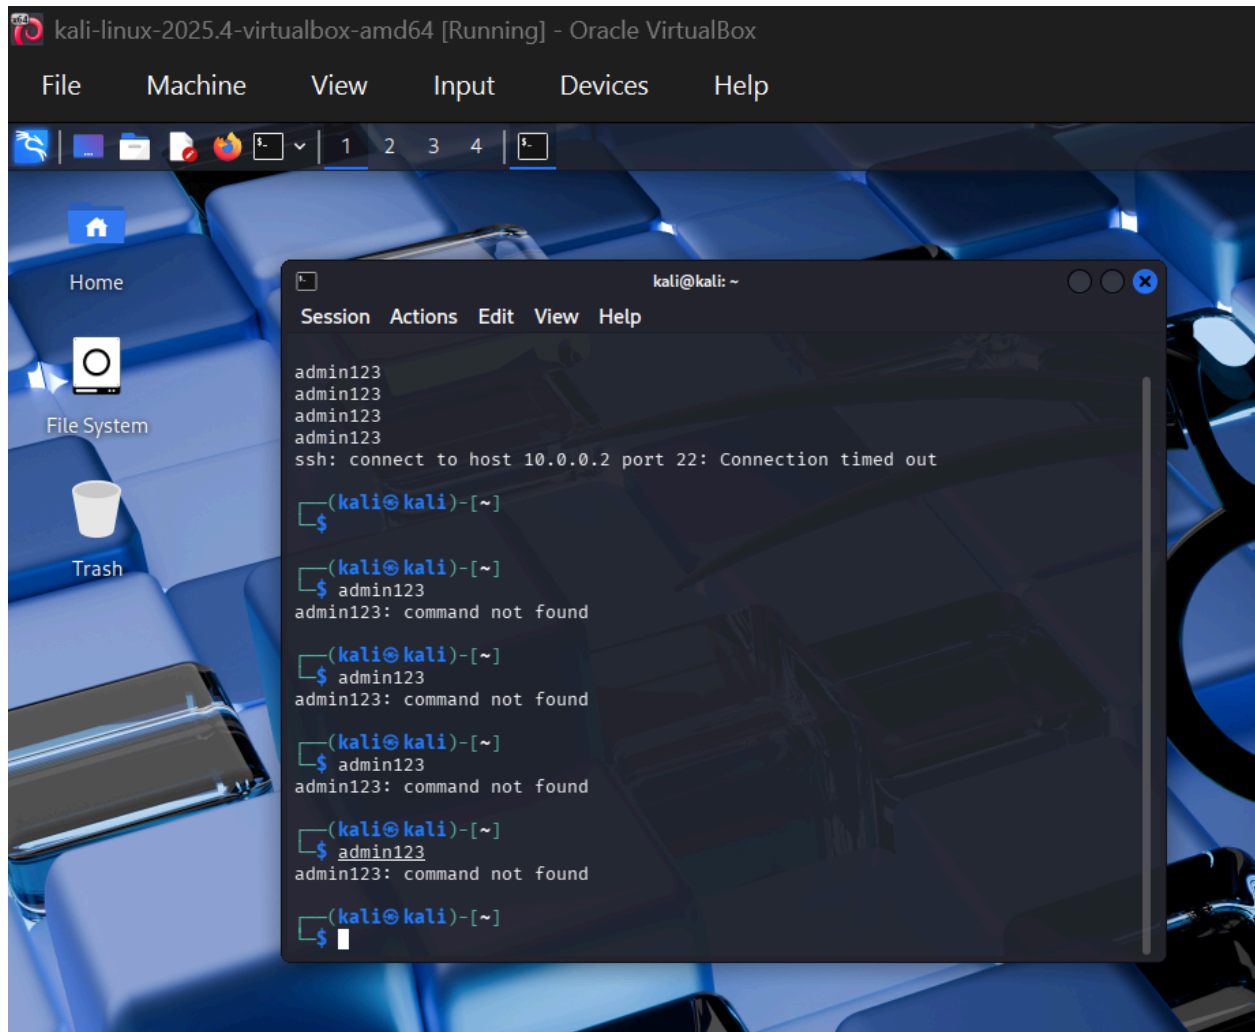 kali-linux-2025.4-virtualbox-amd64 [Running] - Oracle VirtualBox
File Machine View Input Devices Help
1 2 3 4
Home
File System
Trash
kali@kali: ~
Session Actions Edit View Help
admin123
admin123
admin123
admin123
ssh: connect to host 10.0.0.2 port 22: Connection timed out
┌──(kali㉿kali)-[~]
└─$
┌──(kali㉿kali)-[~]
└─$ admin123
admin123: command not found
┌──(kali㉿kali)-[~]
└─$ admin123
admin123: command not found
┌──(kali㉿kali)-[~]
└─$ admin123
admin123: command not found
┌──(kali㉿kali)-[~]
└─$ admin123
admin123: command not found
┌──(kali㉿kali)-[~]
└─$